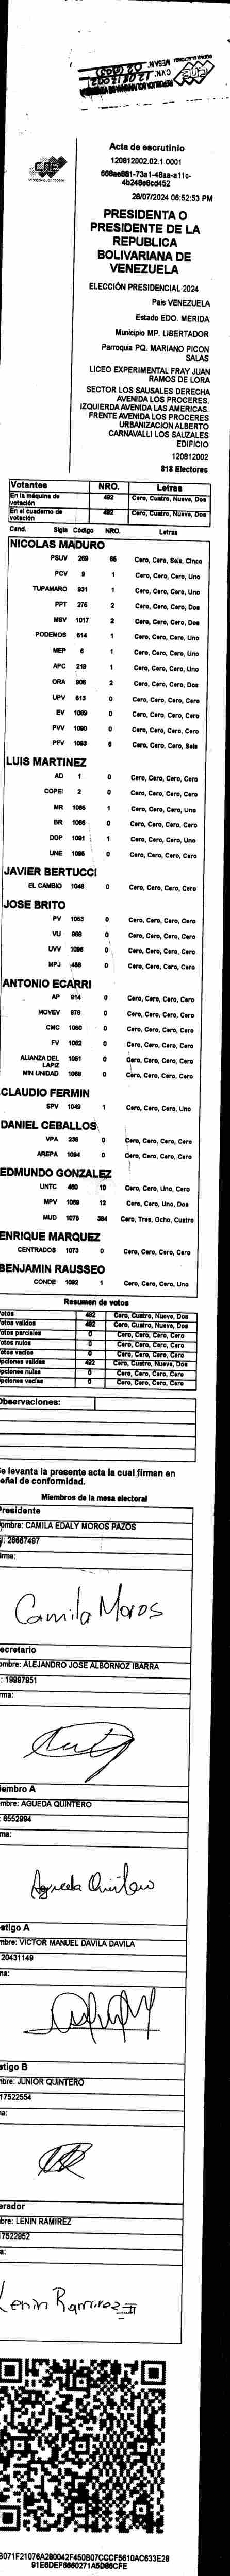 CNE
Acta de escrutinio
120812002.02.1.0001
28/07/2024 06:52:53 PM
PRESIDENTA O
PRESIDENTE DE LA
REPUBLICA
BOLIVARIANA DE
VENEZUELA
ELECCIÓN PRESIDENCIAL 2024
País VENEZUELA
Estado EDO. MERIDA
Municipio MP. LIBERTADOR
Parroquia PQ. MARIANO PICON
SALAS
LICEO EXPERIMENTAL FRAY JUAN
RAMOS DE LORA
SECTOR LOS SAUSALES DERECHA
AVENIDA LOS PROCERES.
IZQUIERDA AVENIDA LAS AMERICAS.
FRENTE AVENIDA LOS PROCERES
URBANIZACION ALBERTO
CARNAVALLI LOS SAUZALES
EDIFICIO
120812002
818 Electores
Votantes NRO. Letras
En la máquina de votación 492 Cero, Cuatro, Nueve, Dos
En el cuaderno de votación 492 Cero, Cuatro, Nueve, Dos
Cand. Sigla Código NRO. Letras
NICOLAS MADURO
PSUV 269 65 Cero, Cero, Seis, Cinco
PCV 9 1 Cero, Cero, Cero, Uno
TUPAMARO 931 1 Cero, Cero, Cero, Uno
PPT 275 2 Cero, Cero, Cero, Dos
MSV 1017 2 Cero, Cero, Cero, Dos
PODEMOS 614 1 Cero, Cero, Cero, Uno
MEP 6 1 Cero, Cero, Cero, Uno
APC 219 1 Cero, Cero, Cero, Uno
ORA 906 2 Cero, Cero, Cero, Dos
UPV 613 0 Cero, Cero, Cero, Cero
EV 1089 0 Cero, Cero, Cero, Cero
PVV 1090 0 Cero, Cero, Cero, Cero
PFV 1093 6 Cero, Cero, Cero, Seis
LUIS MARTINEZ
AD 1 0 Cero, Cero, Cero, Cero
COPEI 2 0 Cero, Cero, Cero, Cero
MR 1065 1 Cero, Cero, Cero, Uno
BR 1086 0 Cero, Cero, Cero, Cero
DDP 1091 1 Cero, Cero, Cero, Uno
UNE 1095 0 Cero, Cero, Cero, Cero
JAVIER BERTUCCI
EL CAMBIO 1048 0 Cero, Cero, Cero, Cero
JOSE BRITO
PV 1053 0 Cero, Cero, Cero, Cero
VU 969 0 Cero, Cero, Cero, Cero
UVV 1096 0 Cero, Cero, Cero, Cero
MPJ 458 0 Cero, Cero, Cero, Cero
ANTONIO ECARRI
AP 914 0 Cero, Cero, Cero, Cero
MOVEV 979 0 Cero, Cero, Cero, Cero
CMC 1050 0 Cero, Cero, Cero, Cero
FV 1062 0 Cero, Cero, Cero, Cero
ALIANZA DEL LAPIZ 1051 0 Cero, Cero, Cero, Cero
MIN UNIDAD 1068 0 Cero, Cero, Cero, Cero
CLAUDIO FERMIN
SPV 1049 1 Cero, Cero, Cero, Uno
DANIEL CEBALLOS
VPA 236 0 Cero, Cero, Cero, Cero
AREPA 1094 0 Cero, Cero, Cero, Cero
EDMUNDO GONZALEZ
UNTC 460 10 Cero, Cero, Uno, Cero
MPV 1069 12 Cero, Cero, Uno, Dos
MUD 1075 384 Cero, Tres, Ocho, Cuatro
ENRIQUE MARQUEZ
CENTRADOS 1073 0 Cero, Cero, Cero, Cero
BENJAMIN RAUSSEO
CONDE 1092 1 Cero, Cero, Cero, Uno
Resumen de votos
otos 492 Cero, Cuatro, Nueve, Dos
otos validos 492 Cero, Cuatro, Nueve, Dos
otos parciales 0 Cero, Cero, Cero, Cero
otos nulos 0 Cero, Cero, Cero, Cero
otos vacios 0 Cero, Cero, Cero, Cero
pciones validas 492 Cero, Cuatro, Nueve, Dos
pciones nulas 0 Cero, Cero, Cero, Cero
pciones vacias 0 Cero, Cero, Cero, Cero
Observaciones:
e levanta la presente acta la cual firman en
eñal de conformidad.
Miembros de la mesa electoral
residente
ombre: CAMILA EDALY MOROS PAZOS
: 26667497
irma:
Camila Moros
ecretario
ombre: ALEJANDRO JOSE ALBORNOZ IBARRA
: 19997951
rma:
iembro A
mbre: AGUEDA QUINTERO
: 6552994
ma:
Agueda Quintero
stigo A
mbre: VICTOR MANUEL DAVILA DAVILA
20431149
na:
stigo B
bre: JUNIOR QUINTERO
17522554
a:
erador
bre: LENIN RAMIREZ
7522952
a:
Lenin Ramirez